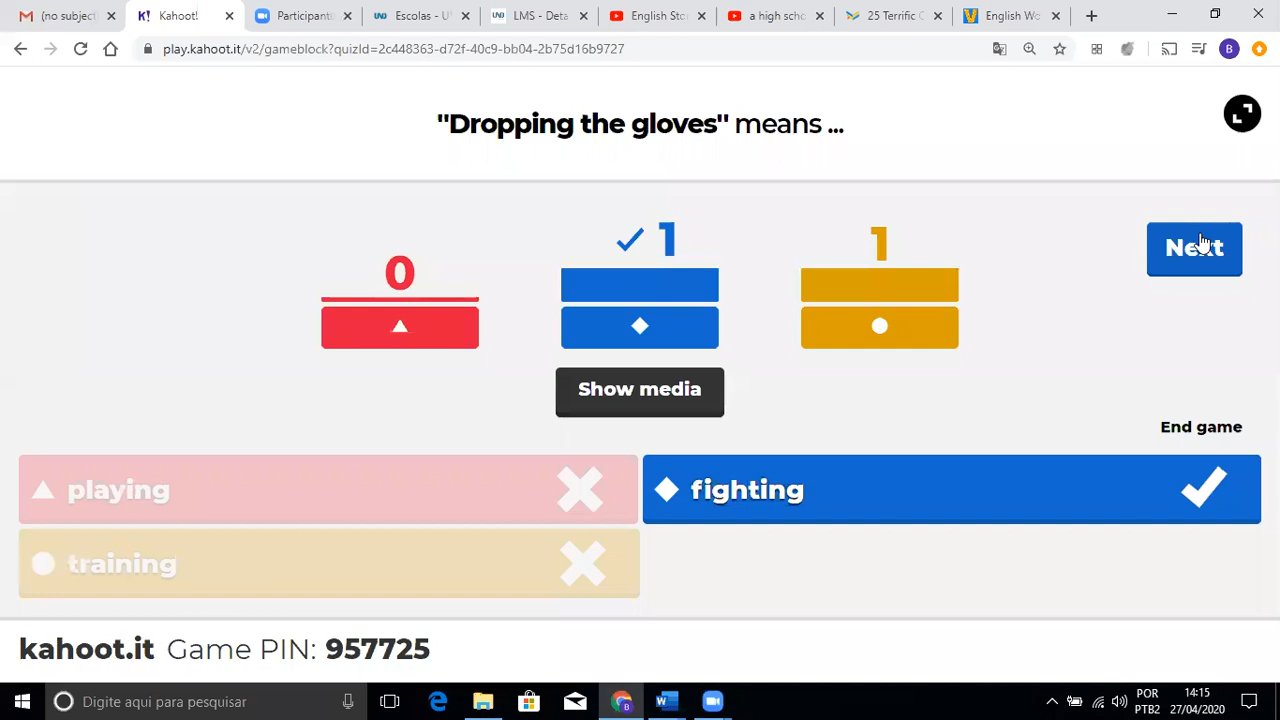 (no subject
Kahoot!
Participant
Escolas - U
LMS - Deta
English Sto
a high scho
25 Terrific C
English Wo
play.kahoot.it/v2/gameblock?quizId=2c448363-d72f-40c9-bb04-2b75d16b9727
B
"Dropping the gloves" means ...
0
1
1
Next
Show media
End game
playing
fighting
training
kahoot.it Game PIN: 957725
Digite aqui para pesquisar
POR
PTB2
14:15
27/04/2020